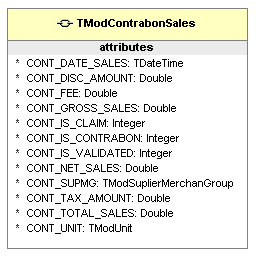 TModContrabonSales
attributes
* CONT_DATE_SALES: TDateTime
* CONT_DISC_AMOUNT: Double
* CONT_FEE: Double
* CONT_GROSS_SALES: Double
* CONT_IS_CLAIM: Integer
* CONT_IS_CONTRABON: Integer
* CONT_IS_VALIDATED: Integer
* CONT_NET_SALES: Double
* CONT_SUPMG: TModSuplierMerchanGroup
* CONT_TAX_AMOUNT: Double
* CONT_TOTAL_SALES: Double
* CONT_UNIT: TModUnit